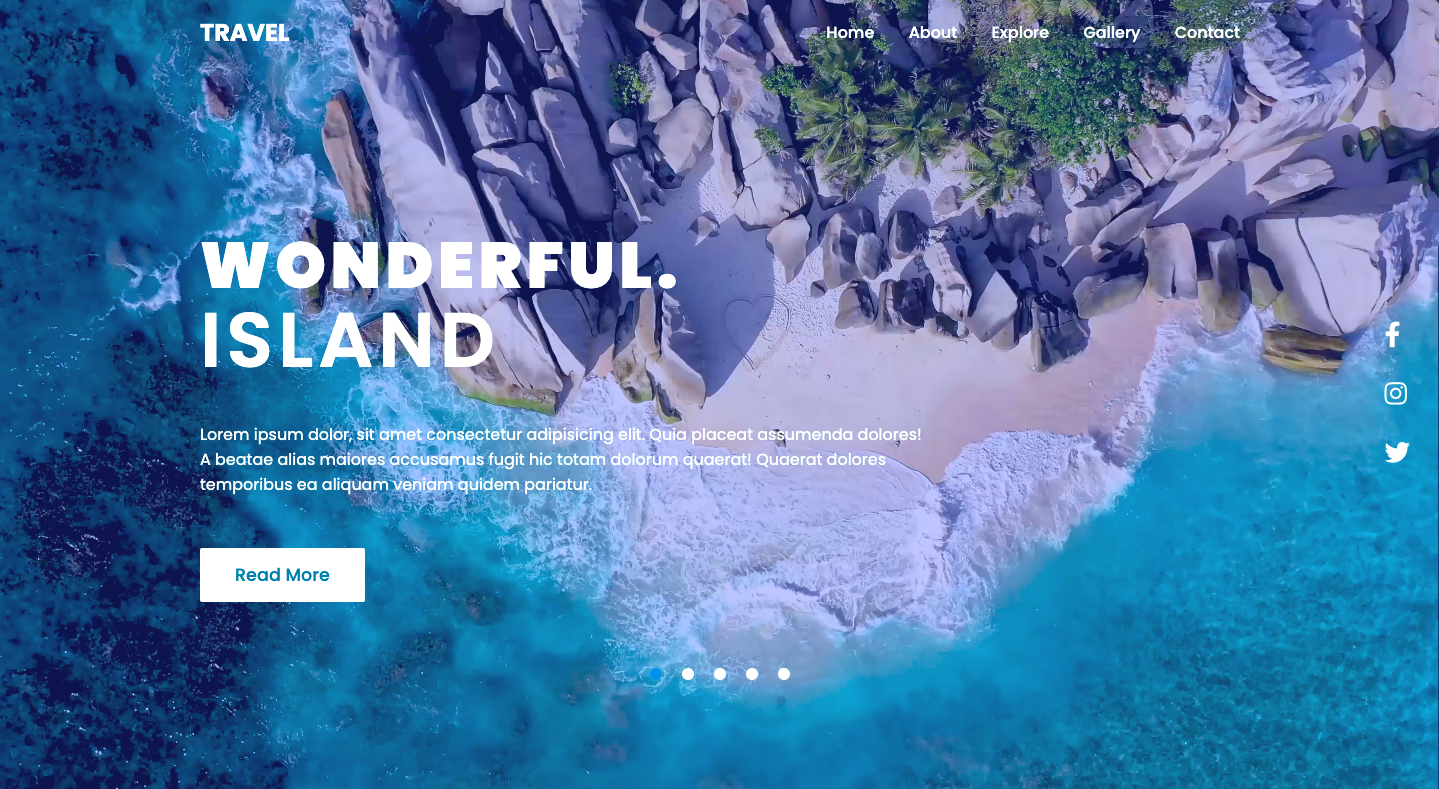 TRAVEL
Home About Explore Gallery Contact
WONDERFUL.
ISLAND
Lorem ipsum dolor, sit amet consectetur adipisicing elit. Quia placeat assumenda dolores!
A beatae alias maiores accusamus fugit hic totam dolorum quaerat! Quaerat dolores
temporibus ea aliquam veniam quidem pariatur.
Read More